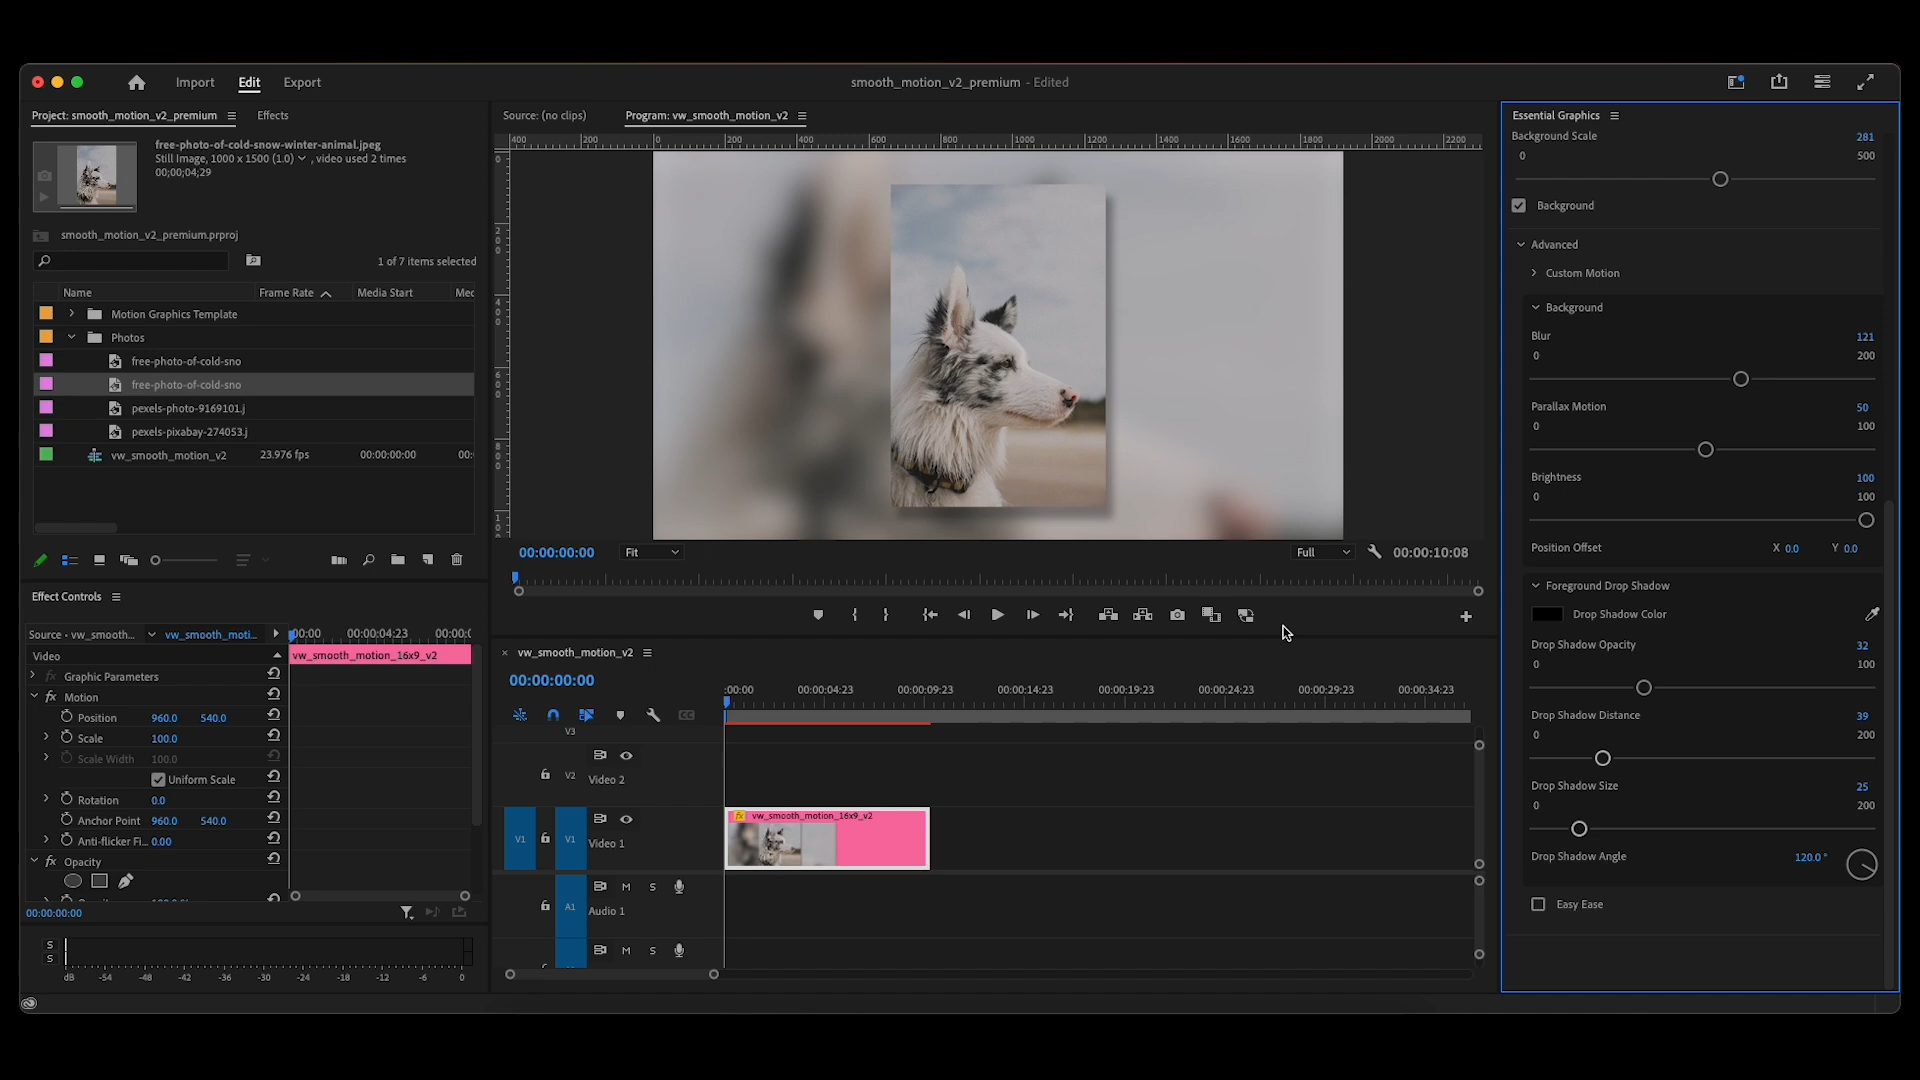 Import Edit Export
smooth_motion_v2_premium - Edited
Project: smooth_motion_v2_premium Effects
free-photo-of-cold-snow-winter-animal.jpeg
Still Image, 1000 x 1500 (1.0) , video used 2 times
00;00;04;29
smooth_motion_v2_premium.prproj
1 of 7 items selected
Name Frame Rate Media Start Mec
Motion Graphics Template
Photos
free-photo-of-cold-sno
free-photo-of-cold-sno
pexels-photo-9169101.j
pexels-pixabay-274053.j
vw_smooth_motion_v2 23.976 fps 00:00:00:00 00:
Effect Controls
Source · vw_smooth... vw_smooth_moti... :00:00 00:00:04:23
Video vw_smooth_motion_16x9_v2
fx Graphic Parameters
fx Motion
Position 960.0 540.0
Scale 100.0
Scale Width 100.0
Uniform Scale
Rotation 0.0
Anchor Point 960.0 540.0
Anti-flicker Fi... 0.00
fx Opacity
00:00:00:00
S
S
dB -54 -48 -42 -36 -30 -24 -18 -12 -6 0
Source: (no clips) Program: vw_smooth_motion_v2
400 200 0 200 400 600 800 1000 1200 1400 1600 1800 2000 2200
0
200
400
600
800
00:00:00:00 Fit Full 00:00:10:08
vw_smooth_motion_v2
00:00:00:00
:00:00 00:00:04:23 00:00:09:23 00:00:14:23 00:00:19:23 00:00:24:23 00:00:29:23 00:00:34:23
CC
V3
V2 Video 2
V1 V1 Video 1
fx vw_smooth_motion_16x9_v2
M S
A1 Audio 1
M S
Essential Graphics
Background Scale 281
0 500
Background
Advanced
Custom Motion
Background
Blur 121
0 200
Parallax Motion 50
0 100
Brightness 100
0 100
Position Offset X 0.0 Y 0.0
Foreground Drop Shadow
Drop Shadow Color
Drop Shadow Opacity 32
0 100
Drop Shadow Distance 39
0 200
Drop Shadow Size 25
0 200
Drop Shadow Angle 120.0 °
Easy Ease